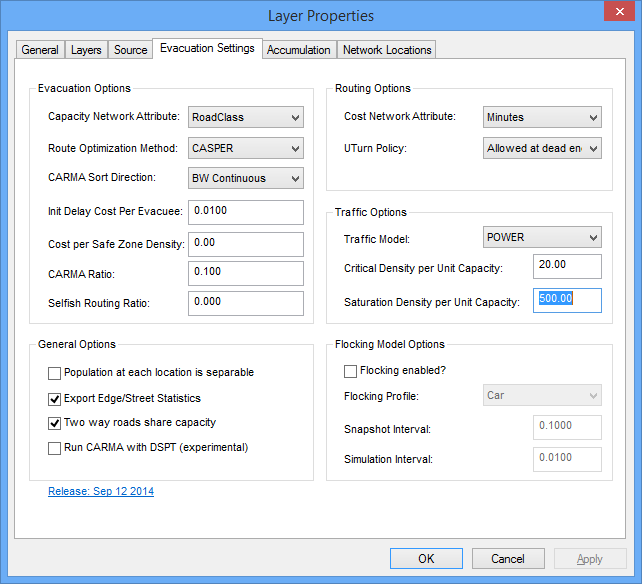 Layer Properties
General
Layers
Source
Evacuation Settings
Accumulation
Network Locations
Evacuation Options
Capacity Network Attribute:
RoadClass
Route Optimization Method:
CASPER
CARMA Sort Direction:
BW Continuous
Init Delay Cost Per Evacuee:
0.0100
Cost per Safe Zone Density:
0.00
CARMA Ratio:
0.100
Selfish Routing Ratio:
0.000
Routing Options
Cost Network Attribute:
Minutes
UTurn Policy:
Allowed at dead en
Traffic Options
Traffic Model:
POWER
Critical Density per Unit Capacity:
20.00
Saturation Density per Unit Capacity:
500.00
General Options
Population at each location is separable
Export Edge/Street Statistics
Two way roads share capacity
Run CARMA with DSPT (experimental)
Release: Sep 12 2014
Flocking Model Options
Flocking enabled?
Flocking Profile:
Car
Snapshot Interval:
0.1000
Simulation Interval:
0.0100
OK
Cancel
Apply